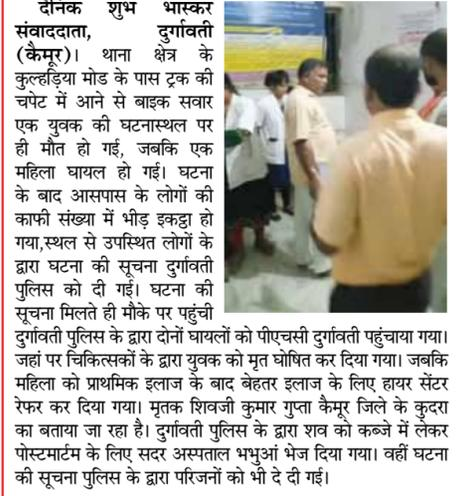 दैनिक शुभ भास्कर
संवाददाता, दुर्गावती
(कैमूर)। थाना क्षेत्र के
कुल्हड़िया मोड के पास ट्रक की
चपेट में आने से बाइक सवार
एक युवक की घटनास्थल पर
ही मौत हो गई, जबकि एक
महिला घायल हो गई। घटना
के बाद आसपास के लोगों की
काफी संख्या में भीड़ इकट्ठा हो
गया,स्थल से उपस्थित लोगों के
द्वारा घटना की सूचना दुर्गावती
पुलिस को दी गई। घटना की
सूचना मिलते ही मौके पर पहुंची
दुर्गावती पुलिस के द्वारा दोनों घायलों को पीएचसी दुर्गावती पहुंचाया गया।
जहां पर चिकित्सकों के द्वारा युवक को मृत घोषित कर दिया गया। जबकि
महिला को प्राथमिक इलाज के बाद बेहतर इलाज के लिए हायर सेंटर
रेफर कर दिया गया। मृतक शिवजी कुमार गुप्ता कैमूर जिले के कुदरा
का बताया जा रहा है। दुर्गावती पुलिस के द्वारा शव को कब्जे में लेकर
पोस्टमार्टम के लिए सदर अस्पताल भभुआं भेज दिया गया। वहीं घटना
की सूचना पुलिस के द्वारा परिजनों को भी दे दी गई।